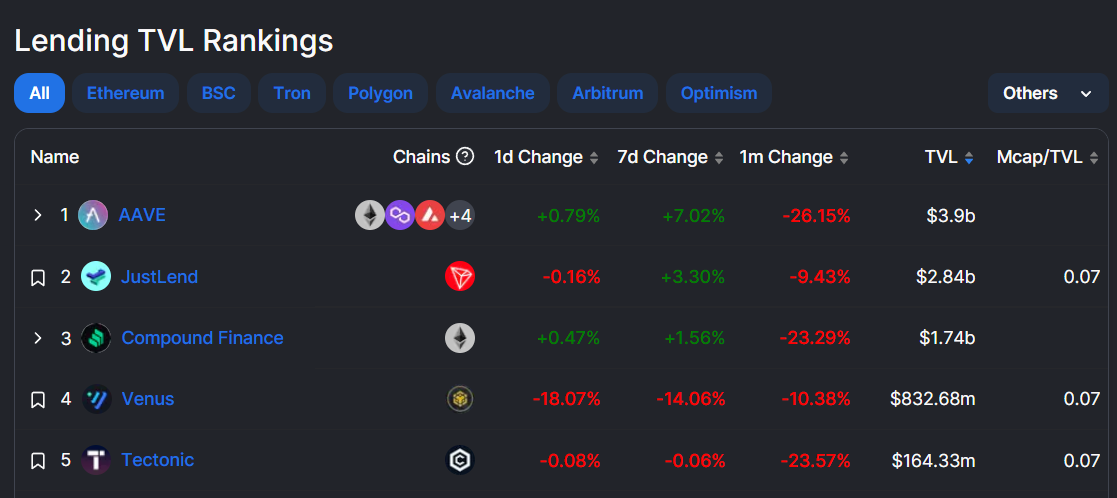 Lending TVL Rankings
All Ethereum BSC Tron Polygon Avalanche Arbitrum Optimism Others
Name Chains ? 1d Change 7d Change 1m Change TVL Mcap/TVL
1 AAVE +4 +0.79% +7.02% -26.15% $3.9b
2 JustLend -0.16% +3.30% -9.43% $2.84b 0.07
3 Compound Finance +0.47% +1.56% -23.29% $1.74b
4 Venus -18.07% -14.06% -10.38% $832.68m 0.07
5 Tectonic -0.08% -0.06% -23.57% $164.33m 0.07